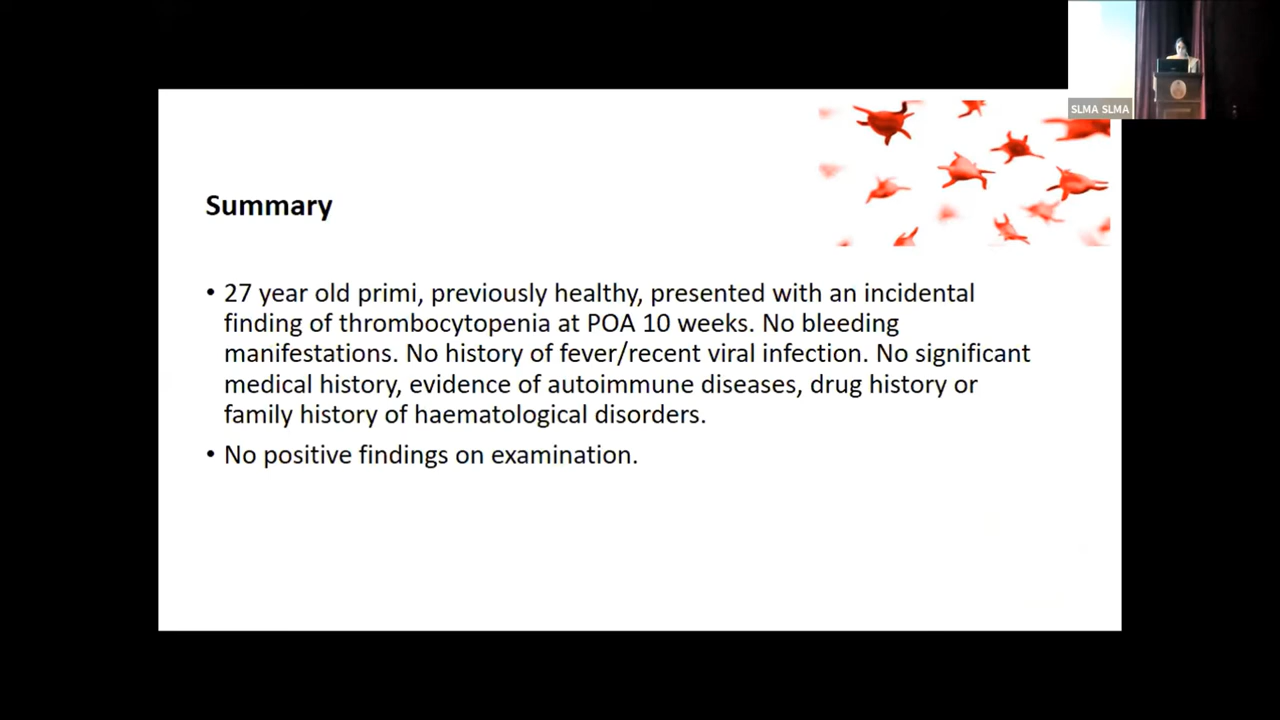 SLMA SLMA
Summary
• 27 year old primi, previously healthy, presented with an incidental
finding of thrombocytopenia at POA 10 weeks. No bleeding
manifestations. No history of fever/recent viral infection. No significant
medical history, evidence of autoimmune diseases, drug history or
family history of haematological disorders.
• No positive findings on examination.